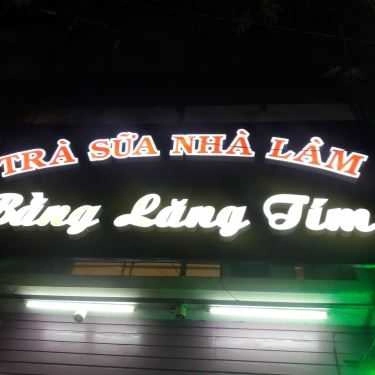 TRÀ SỮA NHÀ LÀM
Bằng Lăng Tím